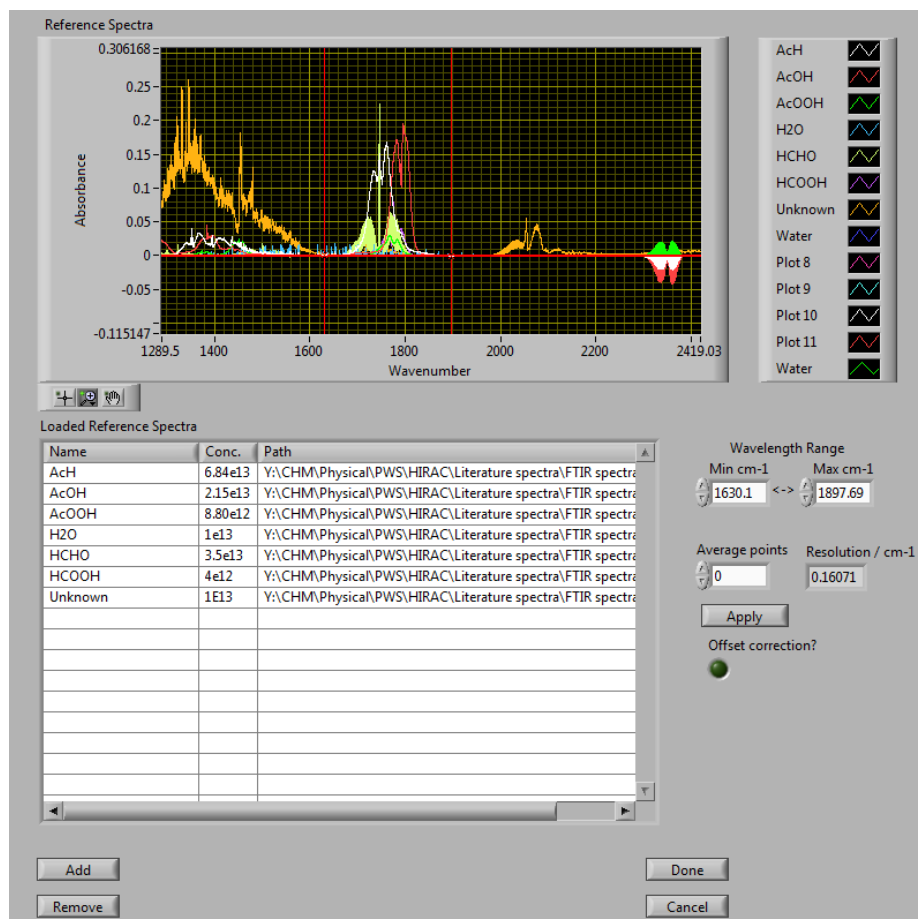 Reference Spectra
0.306168
0.25
0.2
0.15
0.1
0.05
0
-0.05
-0.115147
Absorbance
1289.5 1400 1600 1800 2000 2200 2419.03
Wavenumber
AcH
AcOH
AcOOH
H2O
HCHO
HCOOH
Unknown
Water
Plot 8
Plot 9
Plot 10
Plot 11
Water
Loaded Reference Spectra
Name Conc. Path
AcH 6.84e13 Y:\CHM\Physical\PWS\HIRAC\Literature spectra\FTIR spectra
AcOH 2.15e13 Y:\CHM\Physical\PWS\HIRAC\Literature spectra\FTIR spectra
AcOOH 8.80e12 Y:\CHM\Physical\PWS\HIRAC\Literature spectra\FTIR spectra
H2O 1e13 Y:\CHM\Physical\PWS\HIRAC\Literature spectra\FTIR spectra
HCHO 3.5e13 Y:\CHM\Physical\PWS\HIRAC\Literature spectra\FTIR spectra
HCOOH 4e12 Y:\CHM\Physical\PWS\HIRAC\Literature spectra\FTIR spectra
Unknown 1E13 Y:\CHM\Physical\PWS\HIRAC\Literature spectra\FTIR spectra
Wavelength Range
Min cm-1 Max cm-1
1630.1 <-> 1897.69
Average points Resolution / cm-1
0 0.16071
Apply
Offset correction?
Add Done
Remove Cancel